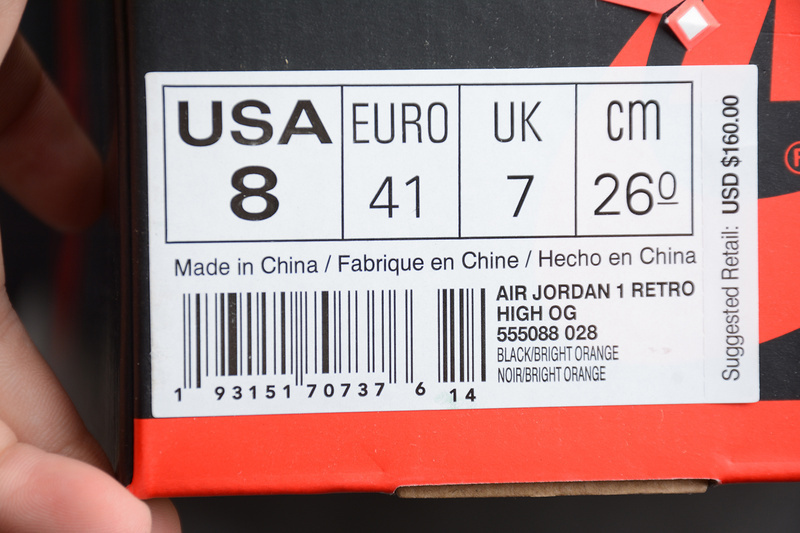 USA EURO UK cm
8 41 7 26º
Made in China / Fabrique en Chine / Hecho en China
AIR JORDAN 1 RETRO
HIGH OG
555088 028
BLACK/BRIGHT ORANGE
NOIR/BRIGHT ORANGE
1 93151 70737 6 14
Suggested Retail: USD $160.00
®